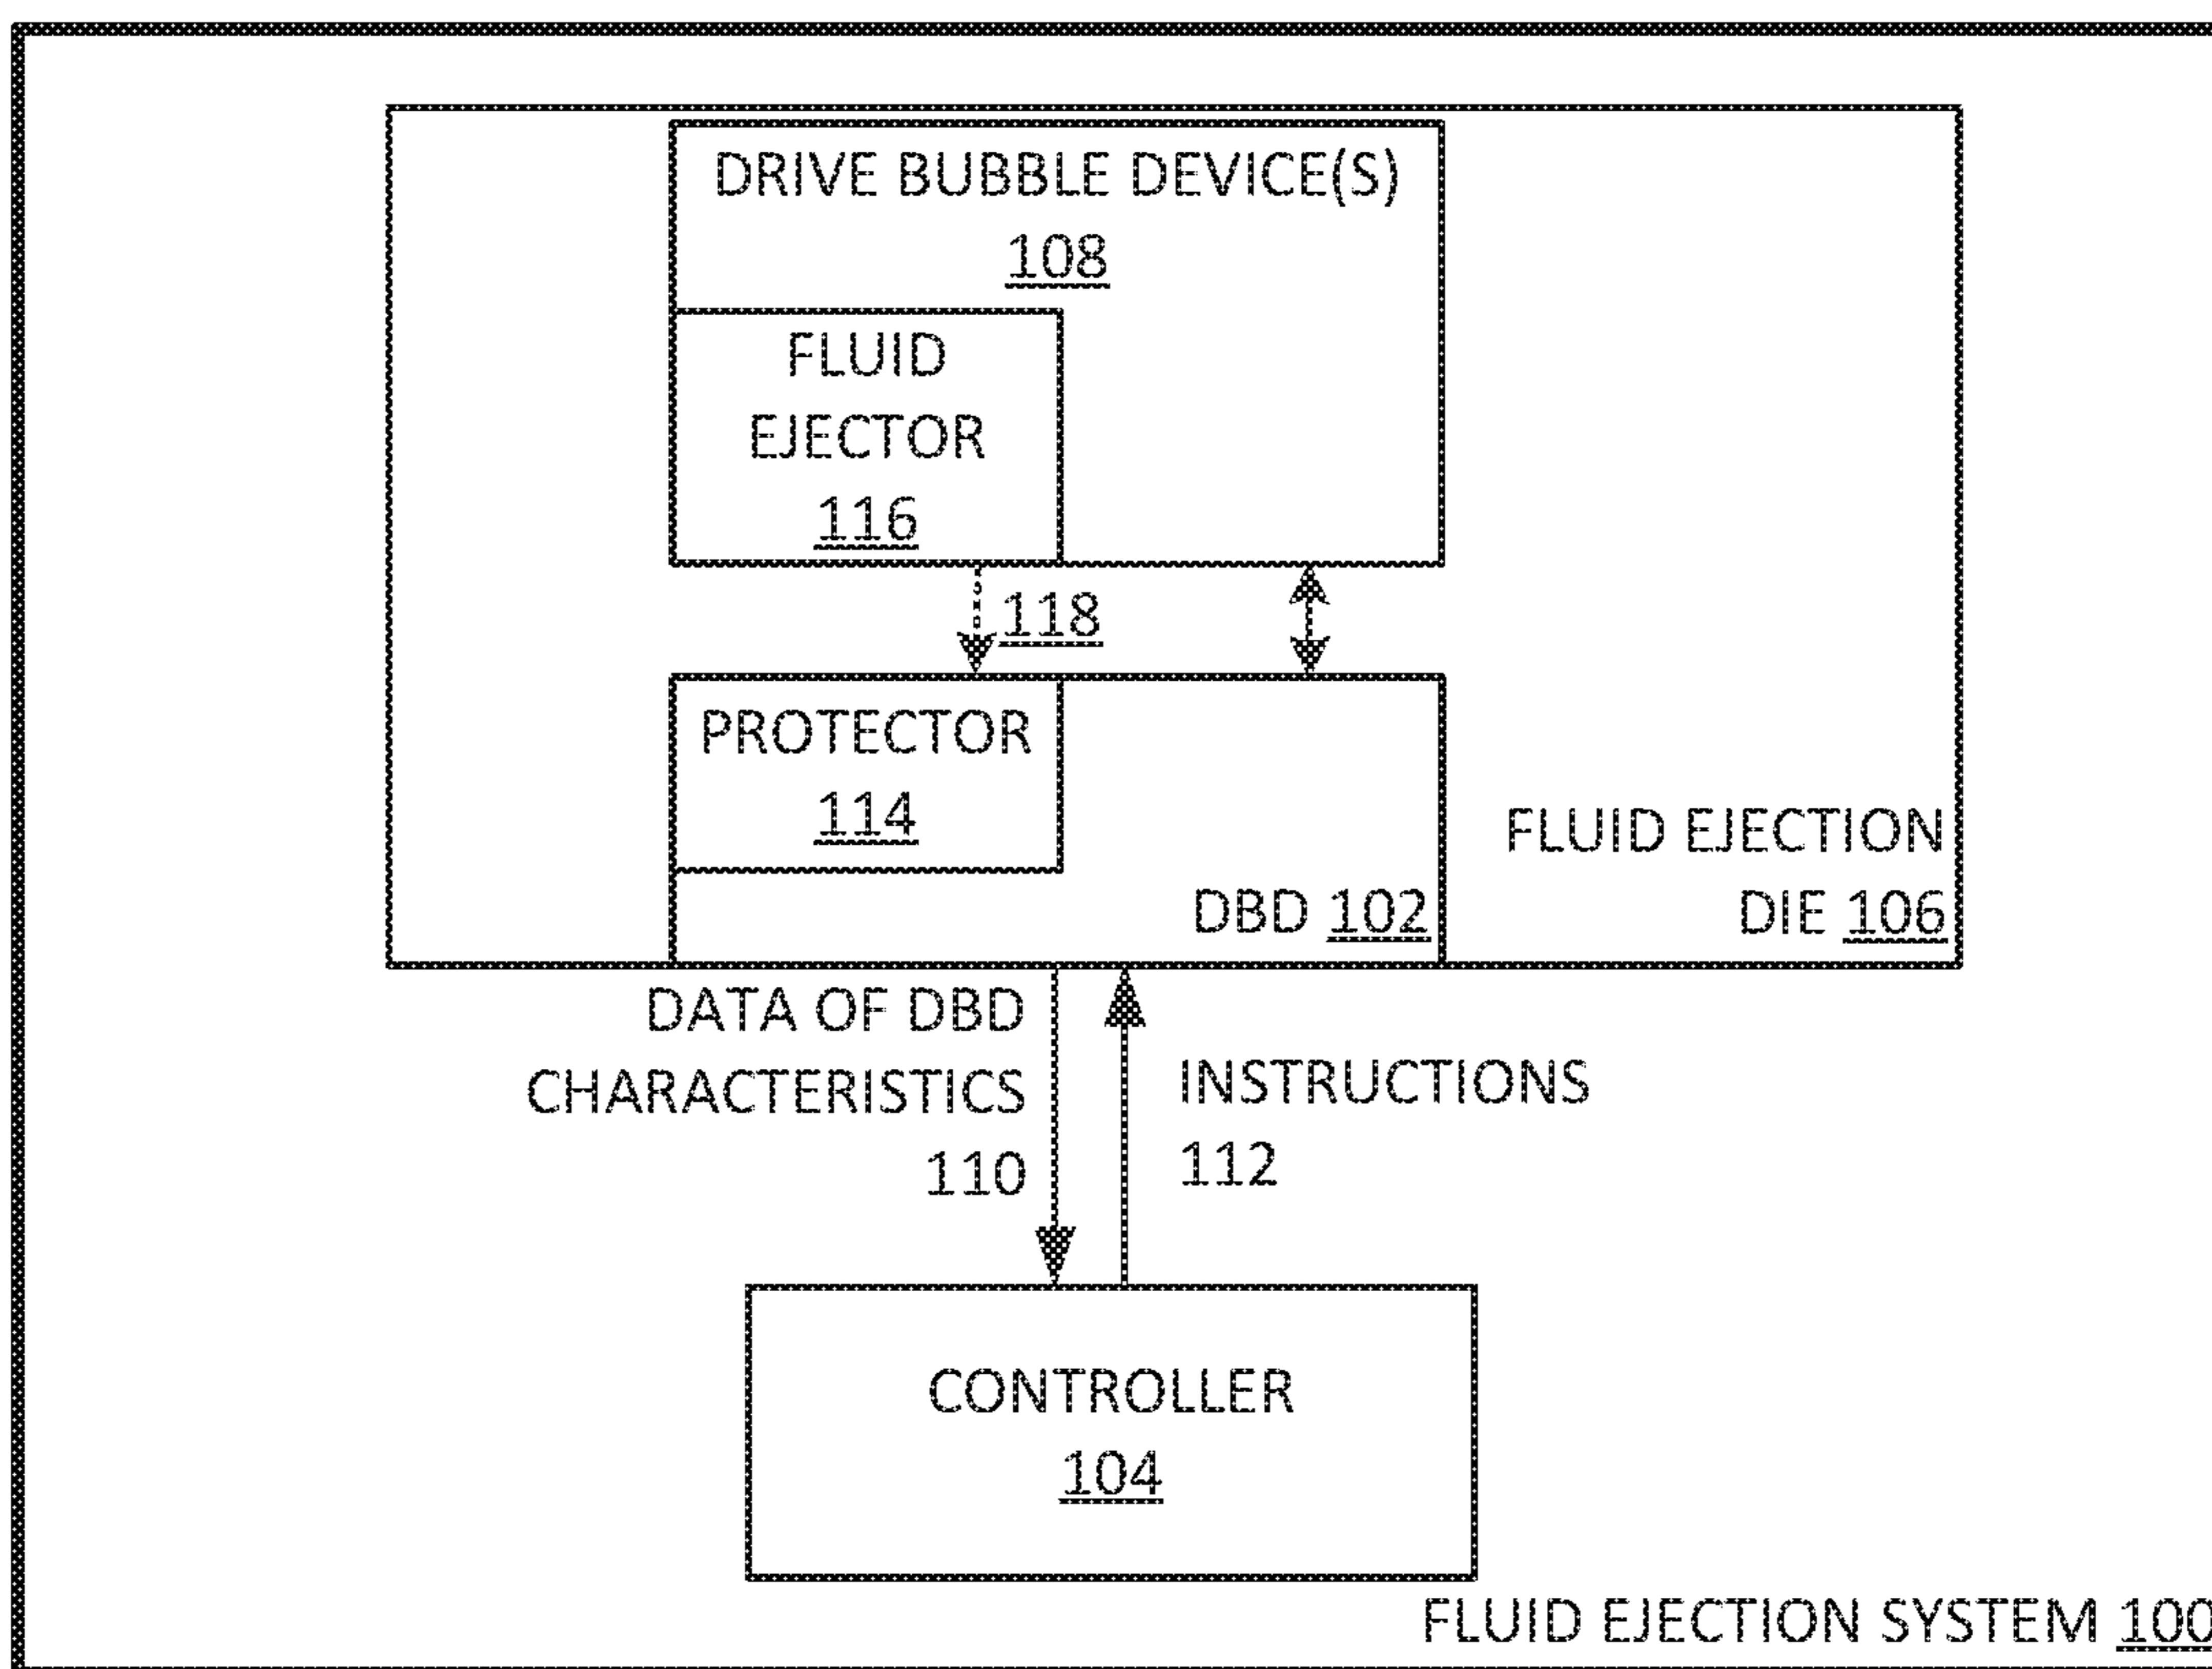 DRIVE BUBBLE DEVICE(S)
108
FLUID
EJECTOR
116
118
PROTECTOR
114
FLUID EJECTION
DIE 106
DBD 102
DATA OF DBD
CHARACTERISTICS
110
INSTRUCTIONS
112
CONTROLLER
104
FLUID EJECTION SYSTEM 100